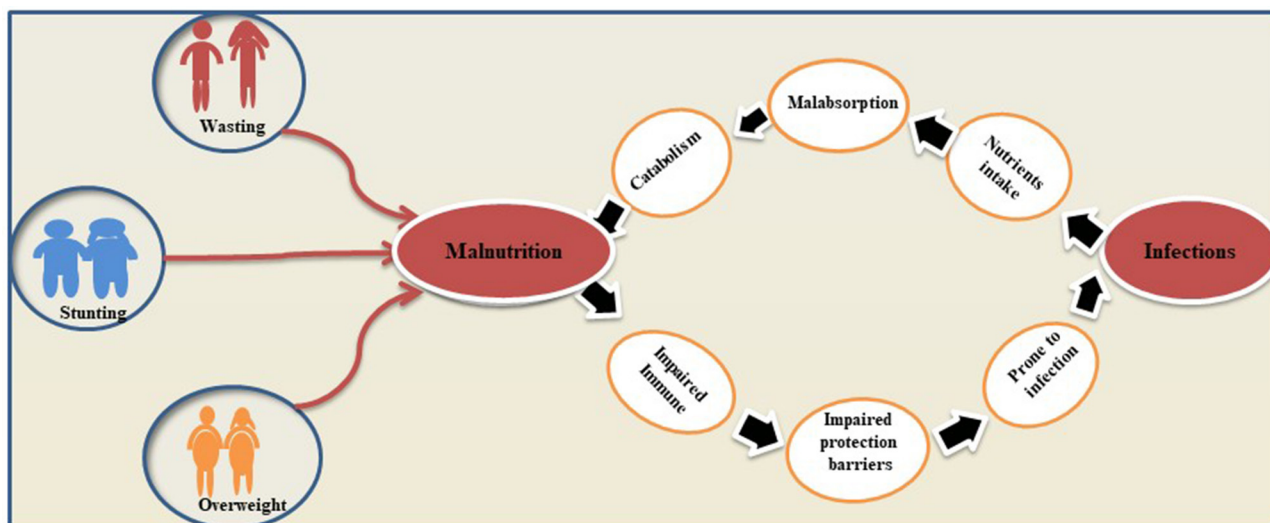 Wasting
Stunting
Overweight
Malnutrition
Catabolism
Malabsorption
Nutrients
intake
Infections
Impaired
Immune
Impaired
protection
barriers
Prone to
infection